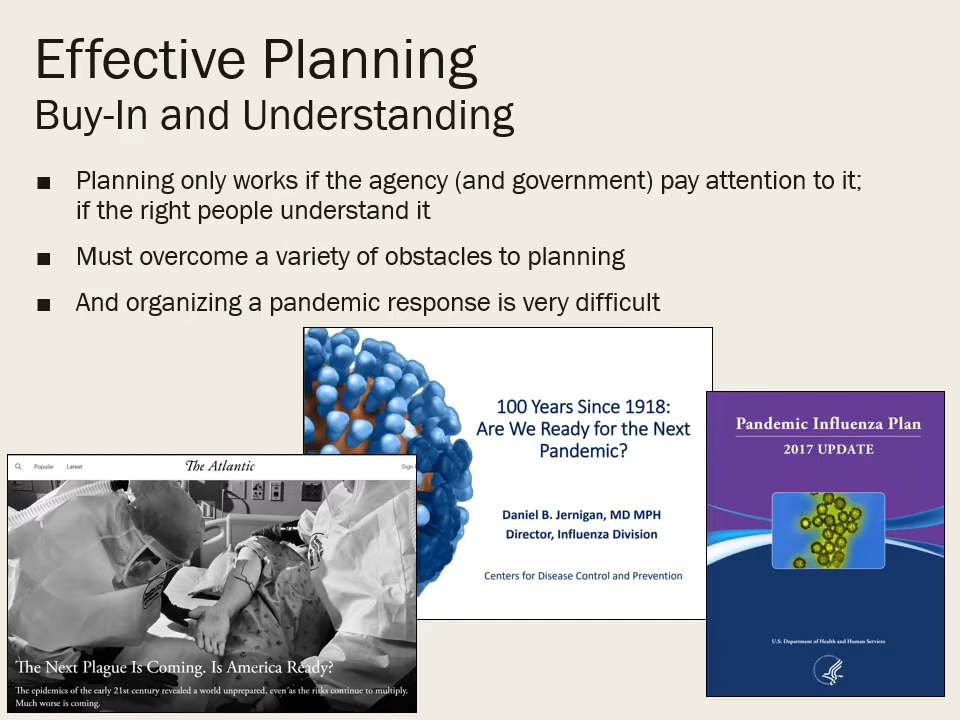 Effective Planning
Buy-In and Understanding
■ Planning only works if the agency (and government) pay attention to it;
if the right people understand it
■ Must overcome a variety of obstacles to planning
■ And organizing a pandemic response is very difficult
100 Years Since 1918:
Are We Ready for the Next
Pandemic?
Daniel B. Jernigan, MD MPH
Director, Influenza Division
Centers for Disease Control and Prevention
Pandemic Influenza Plan
2017 UPDATE
U.S. Department of Health and Human Services
Popular Latest The Atlantic Sign
The Next Plague Is Coming. Is America Ready?
The epidemics of the early 21st century revealed a world unprepared, even as the risks continue to multiply.
Much worse is coming.